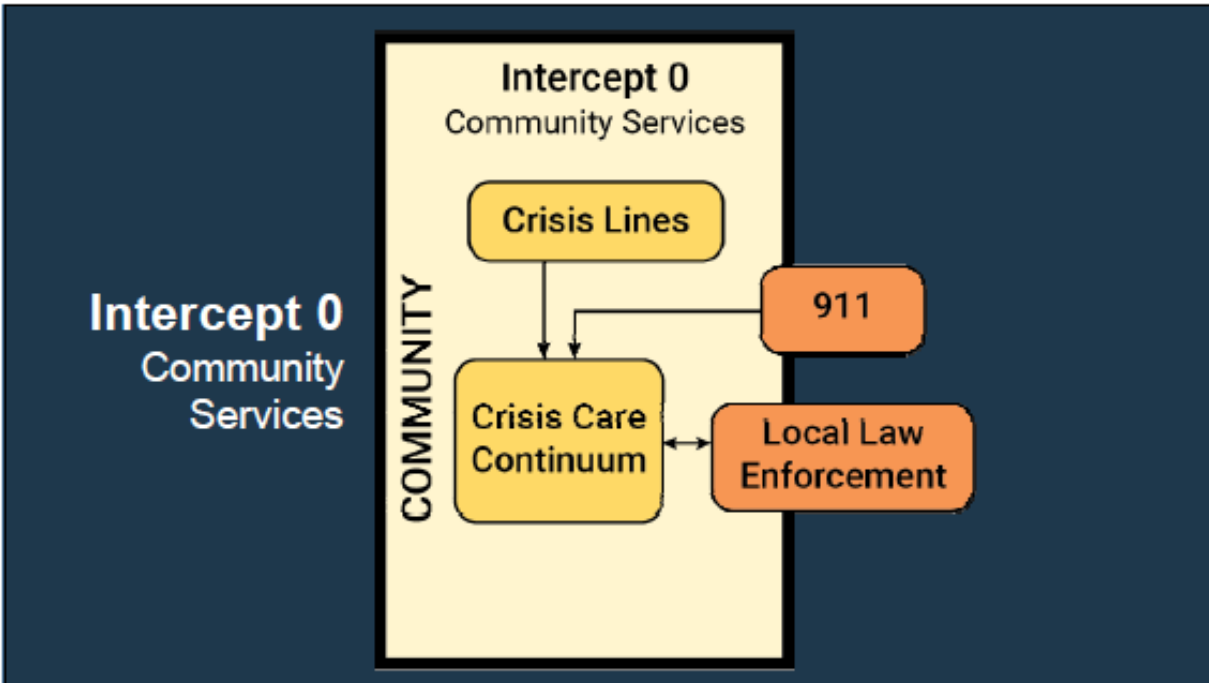 Intercept 0
Community
Services
Intercept 0
Community Services
COMMUNITY
Crisis Lines
911
Crisis Care
Continuum
Local Law
Enforcement